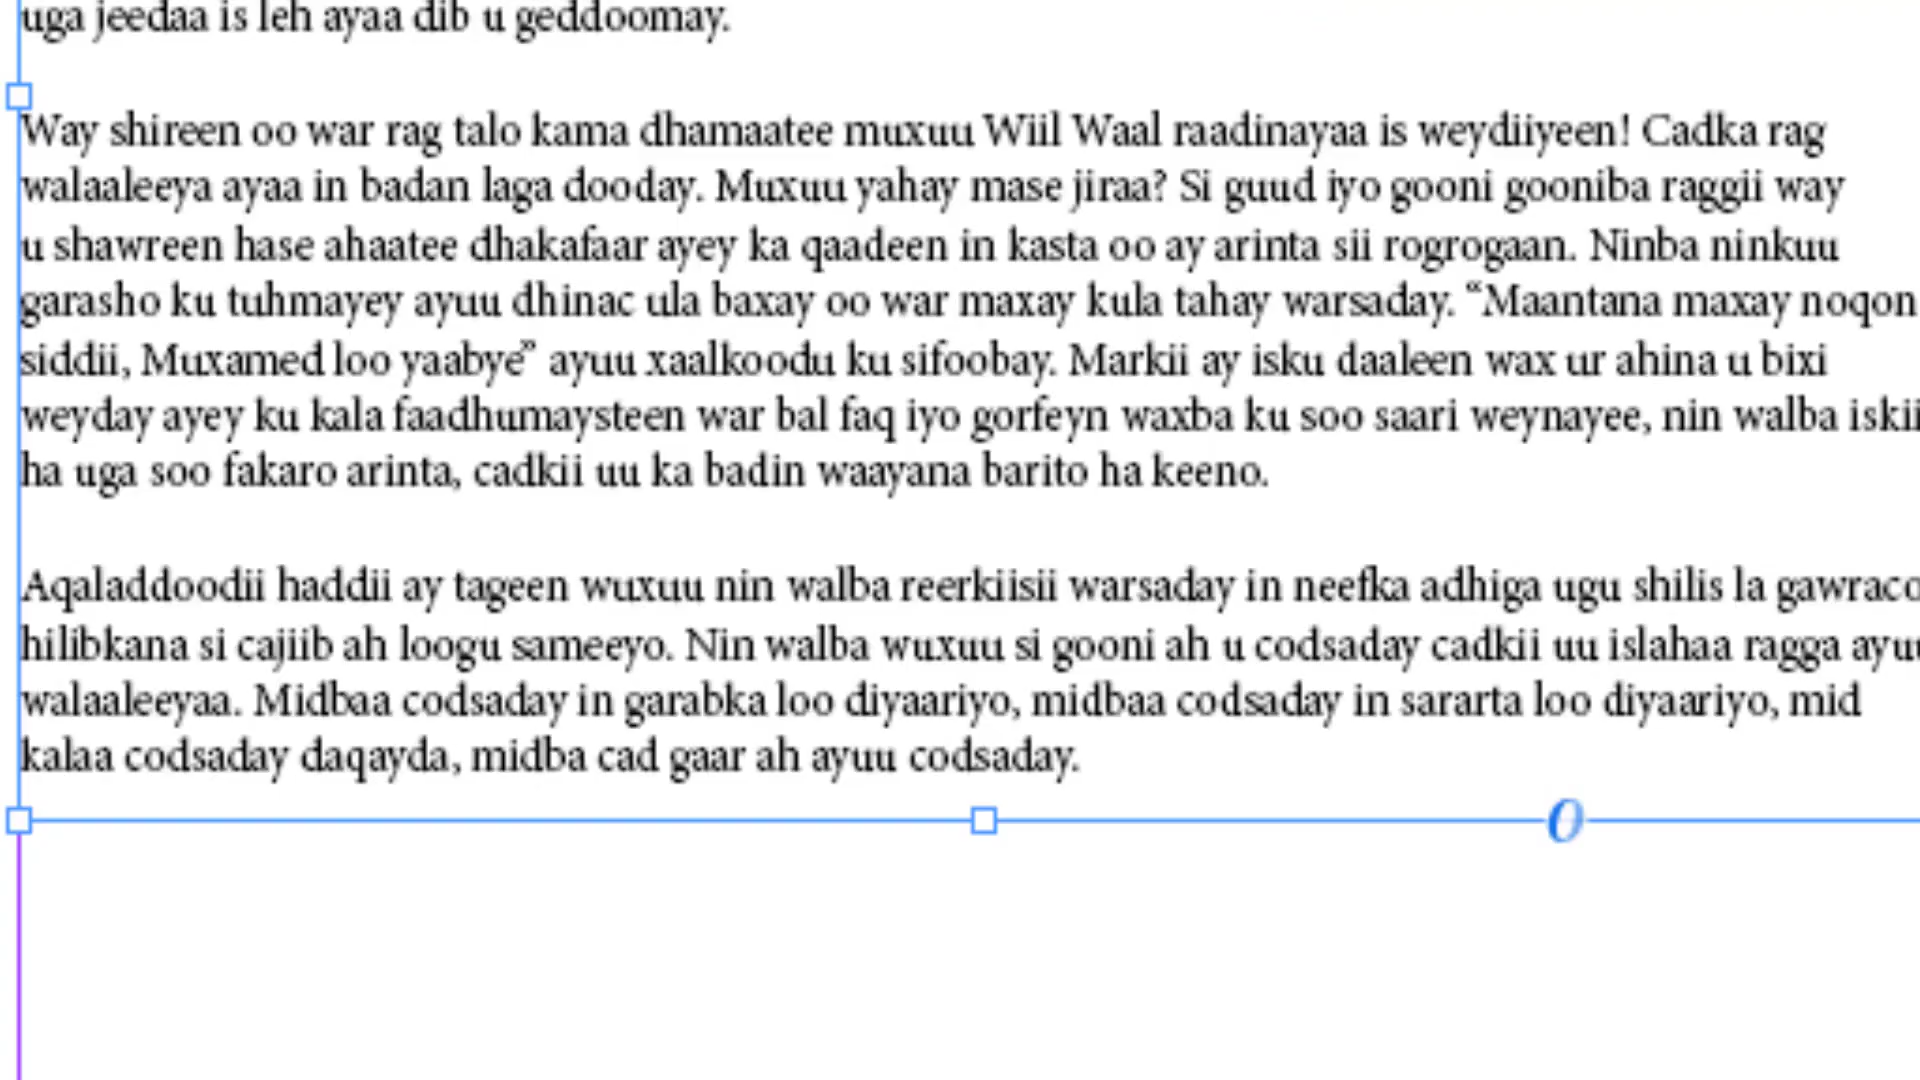 uga jeedaa is leh ayaa dib u geddoomay.
Way shireen oo war rag talo kama dhamaatee muxuu Wiil Waal raadinayaa is weydiiyeen! Cadka rag
walaaleeya ayaa in badan laga dooday. Muxuu yahay mase jiraa? Si guud iyo gooni gooniba raggii way
u shawreen hase ahaatee dhakafaar ayey ka qaadeen in kasta oo ay arinta sii rogrogaan. Ninba ninkuu
garasho ku tuhmayey ayuu dhinac ula baxay oo war maxay kula tahay warsaday. “Maantana maxay noqon
siddii, Muxamed loo yaabye” ayuu xaalkoodu ku sifoobay. Markii ay isku daaleen wax ur ahina u bixi
weyday ayey ku kala faadhumaysteen war bal faq iyo gorfeyn waxba ku soo saari weynayee, nin walba iskii
ha uga soo fakaro arinta, cadkii uu ka badin waayana barito ha keeno.
Aqaladdoodii haddii ay tageen wuxuu nin walba reerkiisii warsaday in neefka adhiga ugu shilis la gawraco
hilibkana si cajiib ah loogu sameeyo. Nin walba wuxuu si gooni ah u codsaday cadkii uu islahaa ragga ayuu
walaaleeyaa. Midbaa codsaday in garabka loo diyaariyo, midbaa codsaday in sararta loo diyaariyo, mid
kalaa codsaday daqayda, midba cad gaar ah ayuu codsaday.